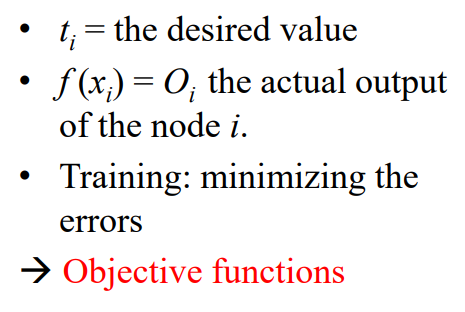 • tᵢ = the desired value
• f(xᵢ) = Oᵢ the actual output
of the node i.
• Training: minimizing the
errors
→ Objective functions